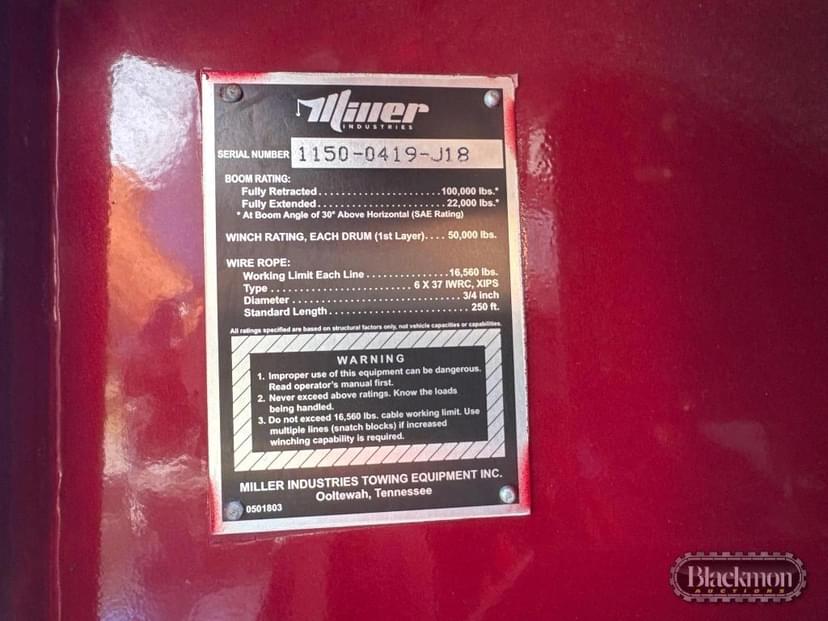 Miller
INDUSTRIES
SERIAL NUMBER 1150-0419-J18
BOOM RATING:
Fully Retracted..............................100,000 lbs.*
Fully Extended..............................22,000 lbs.*
* At Boom Angle of 30° Above Horizontal (SAE Rating)
WINCH RATING, EACH DRUM (1st Layer).... 50,000 lbs.
WIRE ROPE:
Working Limit Each Line ...............16,560 lbs.
Type ............................... 6 X 37 IWRC, XIPS
Diameter ............................... 3/4 inch
Standard Length.......................... 250 ft.
All ratings specified are based on structural factors only, not vehicle capacities or capabilities.
WARNING
1. Improper use of this equipment can be dangerous.
Read operator's manual first.
2. Never exceed above ratings. Know the loads
being handled.
3. Do not exceed 16,560 lbs. cable working limit. Use
multiple lines (snatch blocks) if increased
winching capability is required.
MILLER INDUSTRIES TOWING EQUIPMENT INC.
Ooltewah, Tennessee
0501803
Blackmon
AUCTIONS